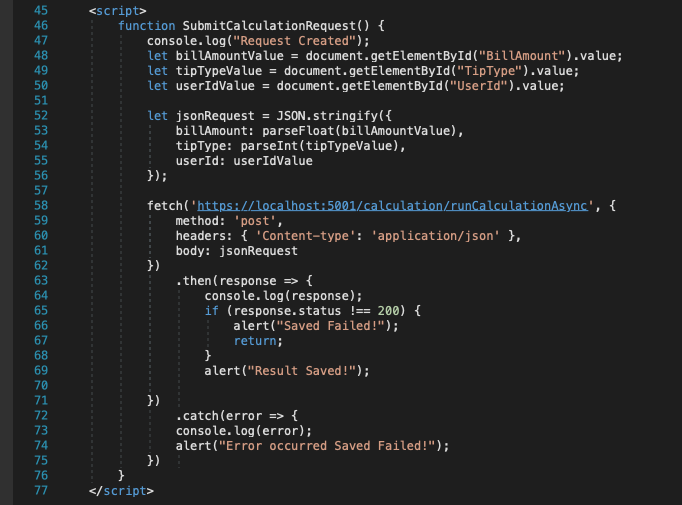 45 <script>
46 function SubmitCalculationRequest() {
47 console.log("Request Created");
48 let billAmountValue = document.getElementById("BillAmount").value;
49 let tipTypeValue = document.getElementById("TipType").value;
50 let userIdValue = document.getElementById("UserId").value;
51
52 let jsonRequest = JSON.stringify({
53 billAmount: parseFloat(billAmountValue),
54 tipType: parseInt(tipTypeValue),
55 userId: userIdValue
56 });
57
58 fetch('https://localhost:5001/calculation/runCalculationAsync', {
59 method: 'post',
60 headers: { 'Content-type': 'application/json' },
61 body: jsonRequest
62 })
63 .then(response => {
64 console.log(response);
65 if (response.status !== 200) {
66 alert("Saved Failed!");
67 return;
68 }
69 alert("Result Saved!");
70
71 })
72 .catch(error => {
73 console.log(error);
74 alert("Error occurred Saved Failed!");
75 })
76 }
77 </script>